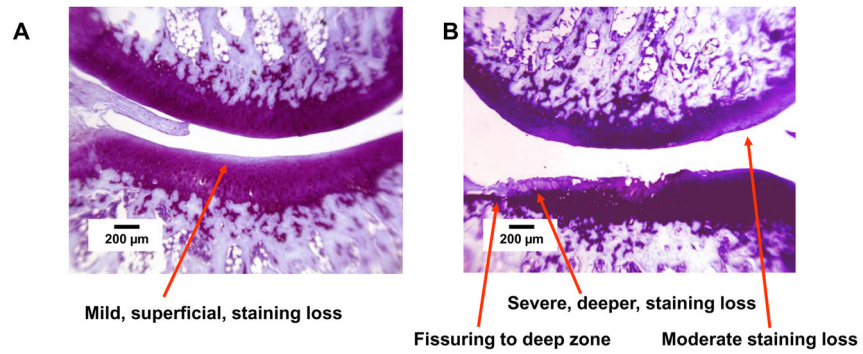 A
B
200 µm
200 µm
Mild, superficial, staining loss
Severe, deeper, staining loss
Fissuring to deep zone
Moderate staining loss